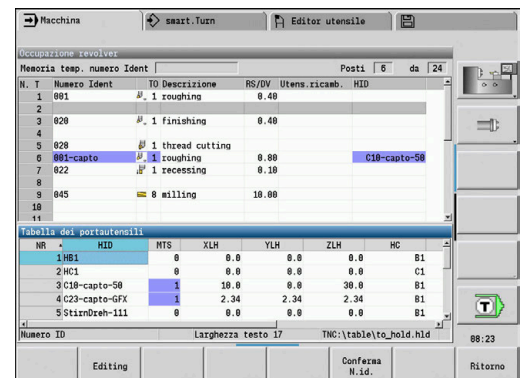 Macchina smart.Turn Editor utensile
Occupazione revolver
Memoria temp. numero Ident Posti 6 da 24
N. T Numero Ident TO Descrizione RS/DV Utens.ricamb. HID
1 001 1 roughing 0.40
2
3 020 1 finishing 0.40
4
5 028 1 thread cutting
6 001-capto 1 roughing 0.80 C10-capto-50
7 022 1 recessing 0.10
8
9 045 8 milling 10.00
10
11
Tabella dei portautensili
NR HID MTS XLH YLH ZLH HC
1 HB1 0 0.0 0.0 0.0 B1
2 HC1 0 0.0 0.0 0.0 C1
3 C10-capto-50 1 10.0 0.0 30.0 B1
4 C23-capto-GFX 1 2.34 2.34 2.34 B1
5 StirnDreh-111 0 0.0 0.0 0.0 B1
Numero ID Larghezza testo 17 TNC:\table\to_hold.hld
T
08:23
Editing Conferma N.id. Ritorno